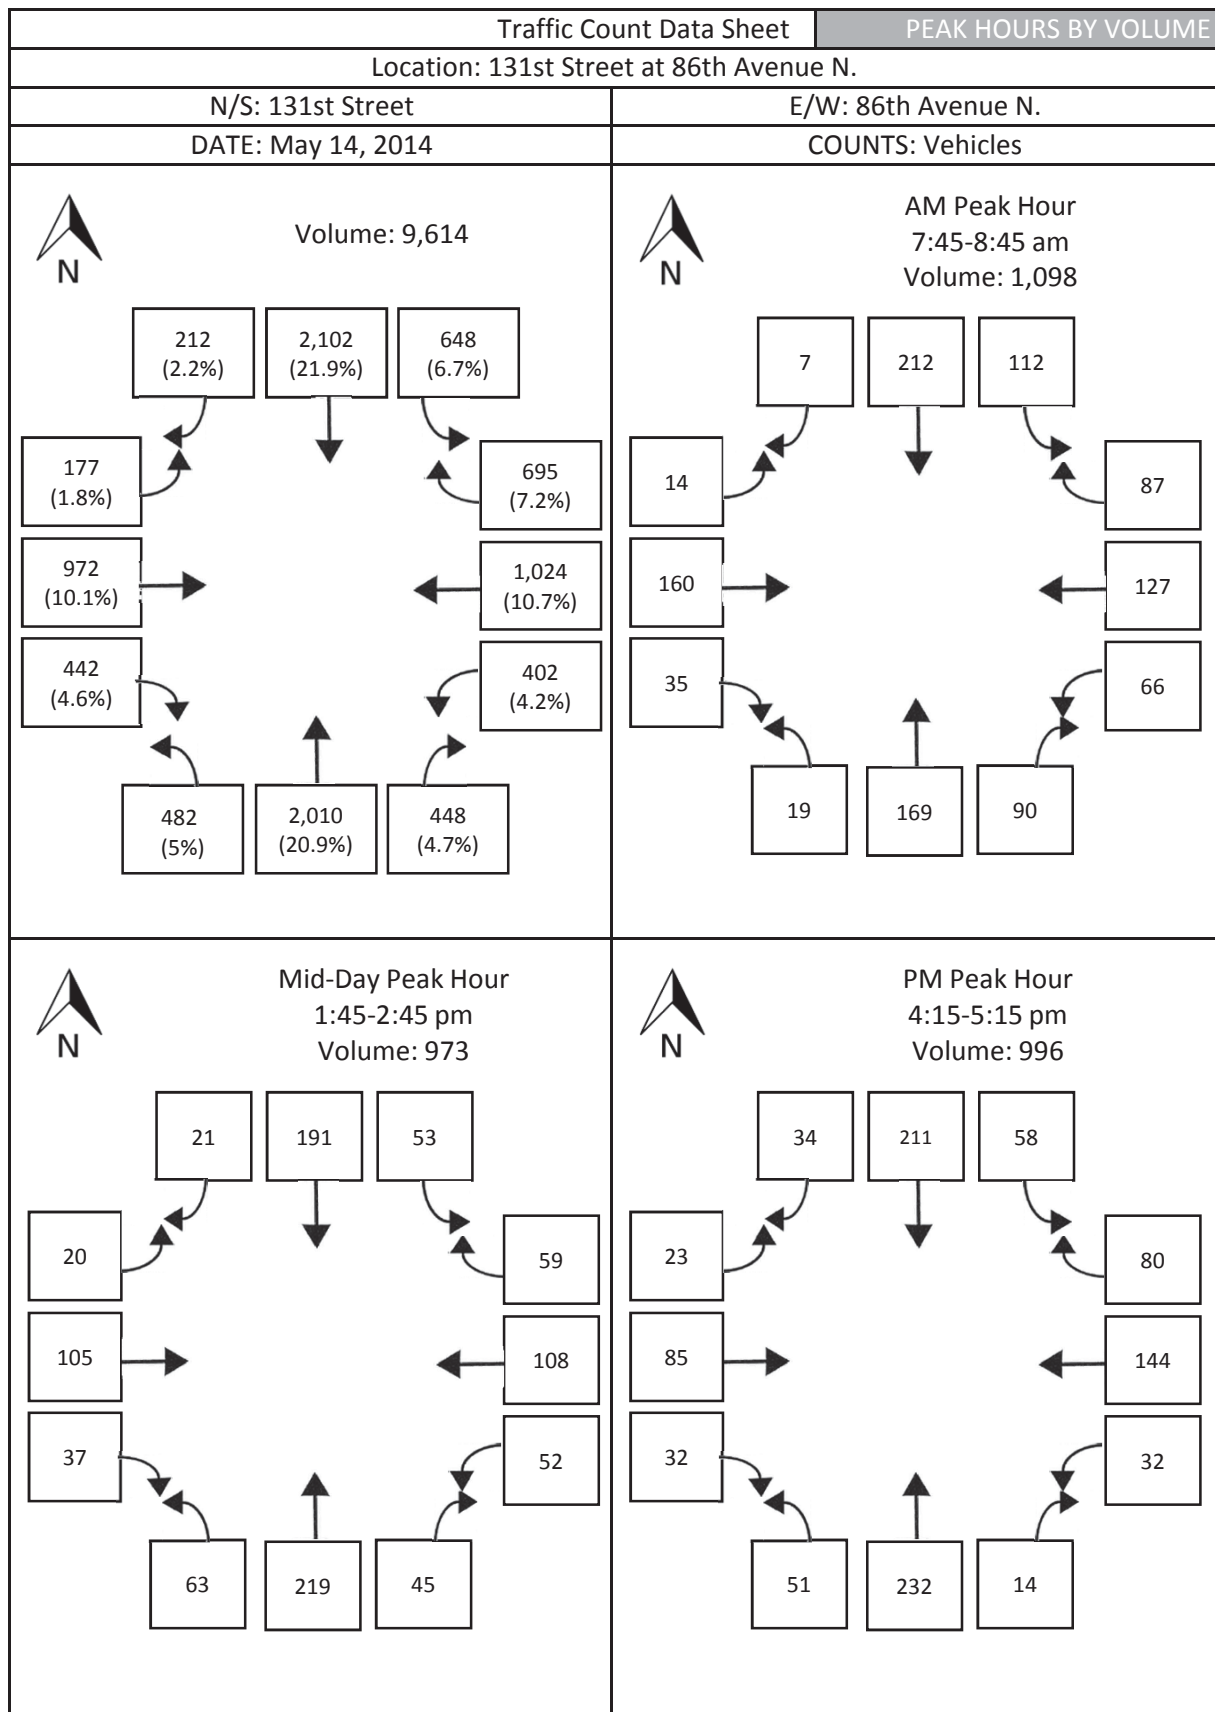 Traffic Count Data Sheet PEAK HOURS BY VOLUME
Location: 131st Street at 86th Avenue N.
N/S: 131st Street E/W: 86th Avenue N.
DATE: May 14, 2014 COUNTS: Vehicles
N
Volume: 9,614
212 2,102 648
(2.2%) (21.9%) (6.7%)
177 695
(1.8%) (7.2%)
972 1,024
(10.1%) (10.7%)
442 402
(4.6%) (4.2%)
482 2,010 448
(5%) (20.9%) (4.7%)
N
AM Peak Hour
7:45-8:45 am
Volume: 1,098
7 212 112
14 87
160 127
35 66
19 169 90
N
Mid-Day Peak Hour
1:45-2:45 pm
Volume: 973
21 191 53
20 59
105 108
37 52
63 219 45
N
PM Peak Hour
4:15-5:15 pm
Volume: 996
34 211 58
23 80
85 144
32 32
51 232 14